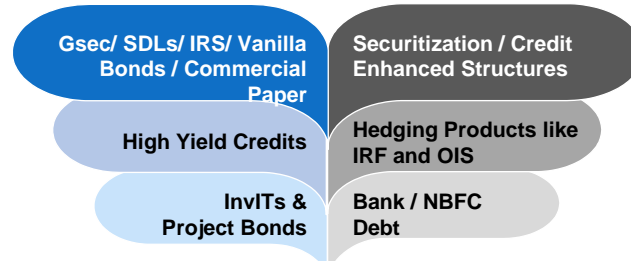 Gsec/ SDLs/ IRS/ Vanilla
Bonds / Commercial
Paper
Securitization / Credit
Enhanced Structures
High Yield Credits
Hedging Products like
IRF and OIS
InvITs &
Project Bonds
Bank / NBFC
Debt